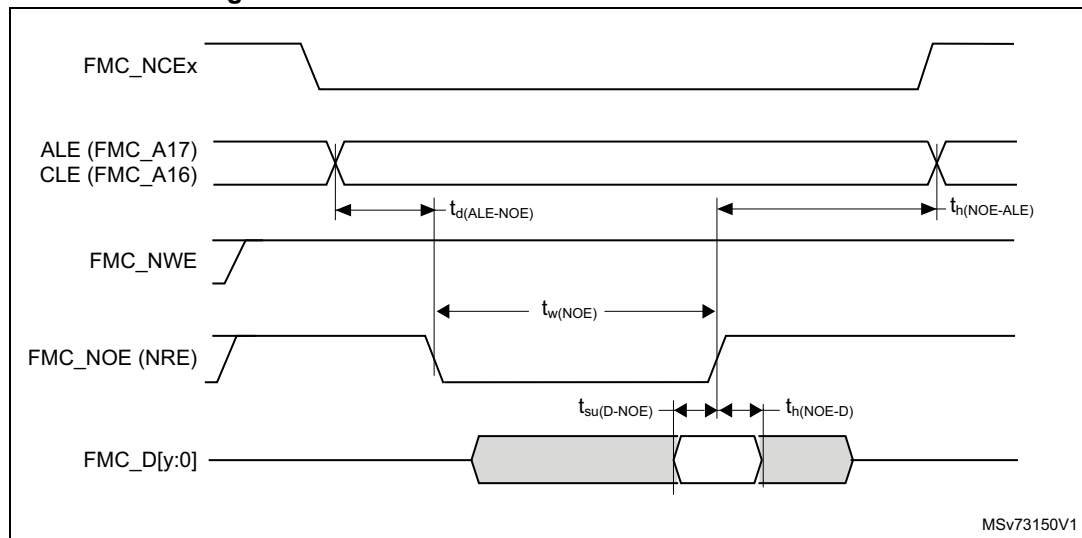 FMC_NCEx
ALE (FMC_A17)
CLE (FMC_A16)
td(ALE-NOE)
th(NOE-ALE)
FMC_NWE
tw(NOE)
FMC_NOE (NRE)
tsu(D-NOE)
th(NOE-D)
FMC_D[y:0]
MSv73150V1